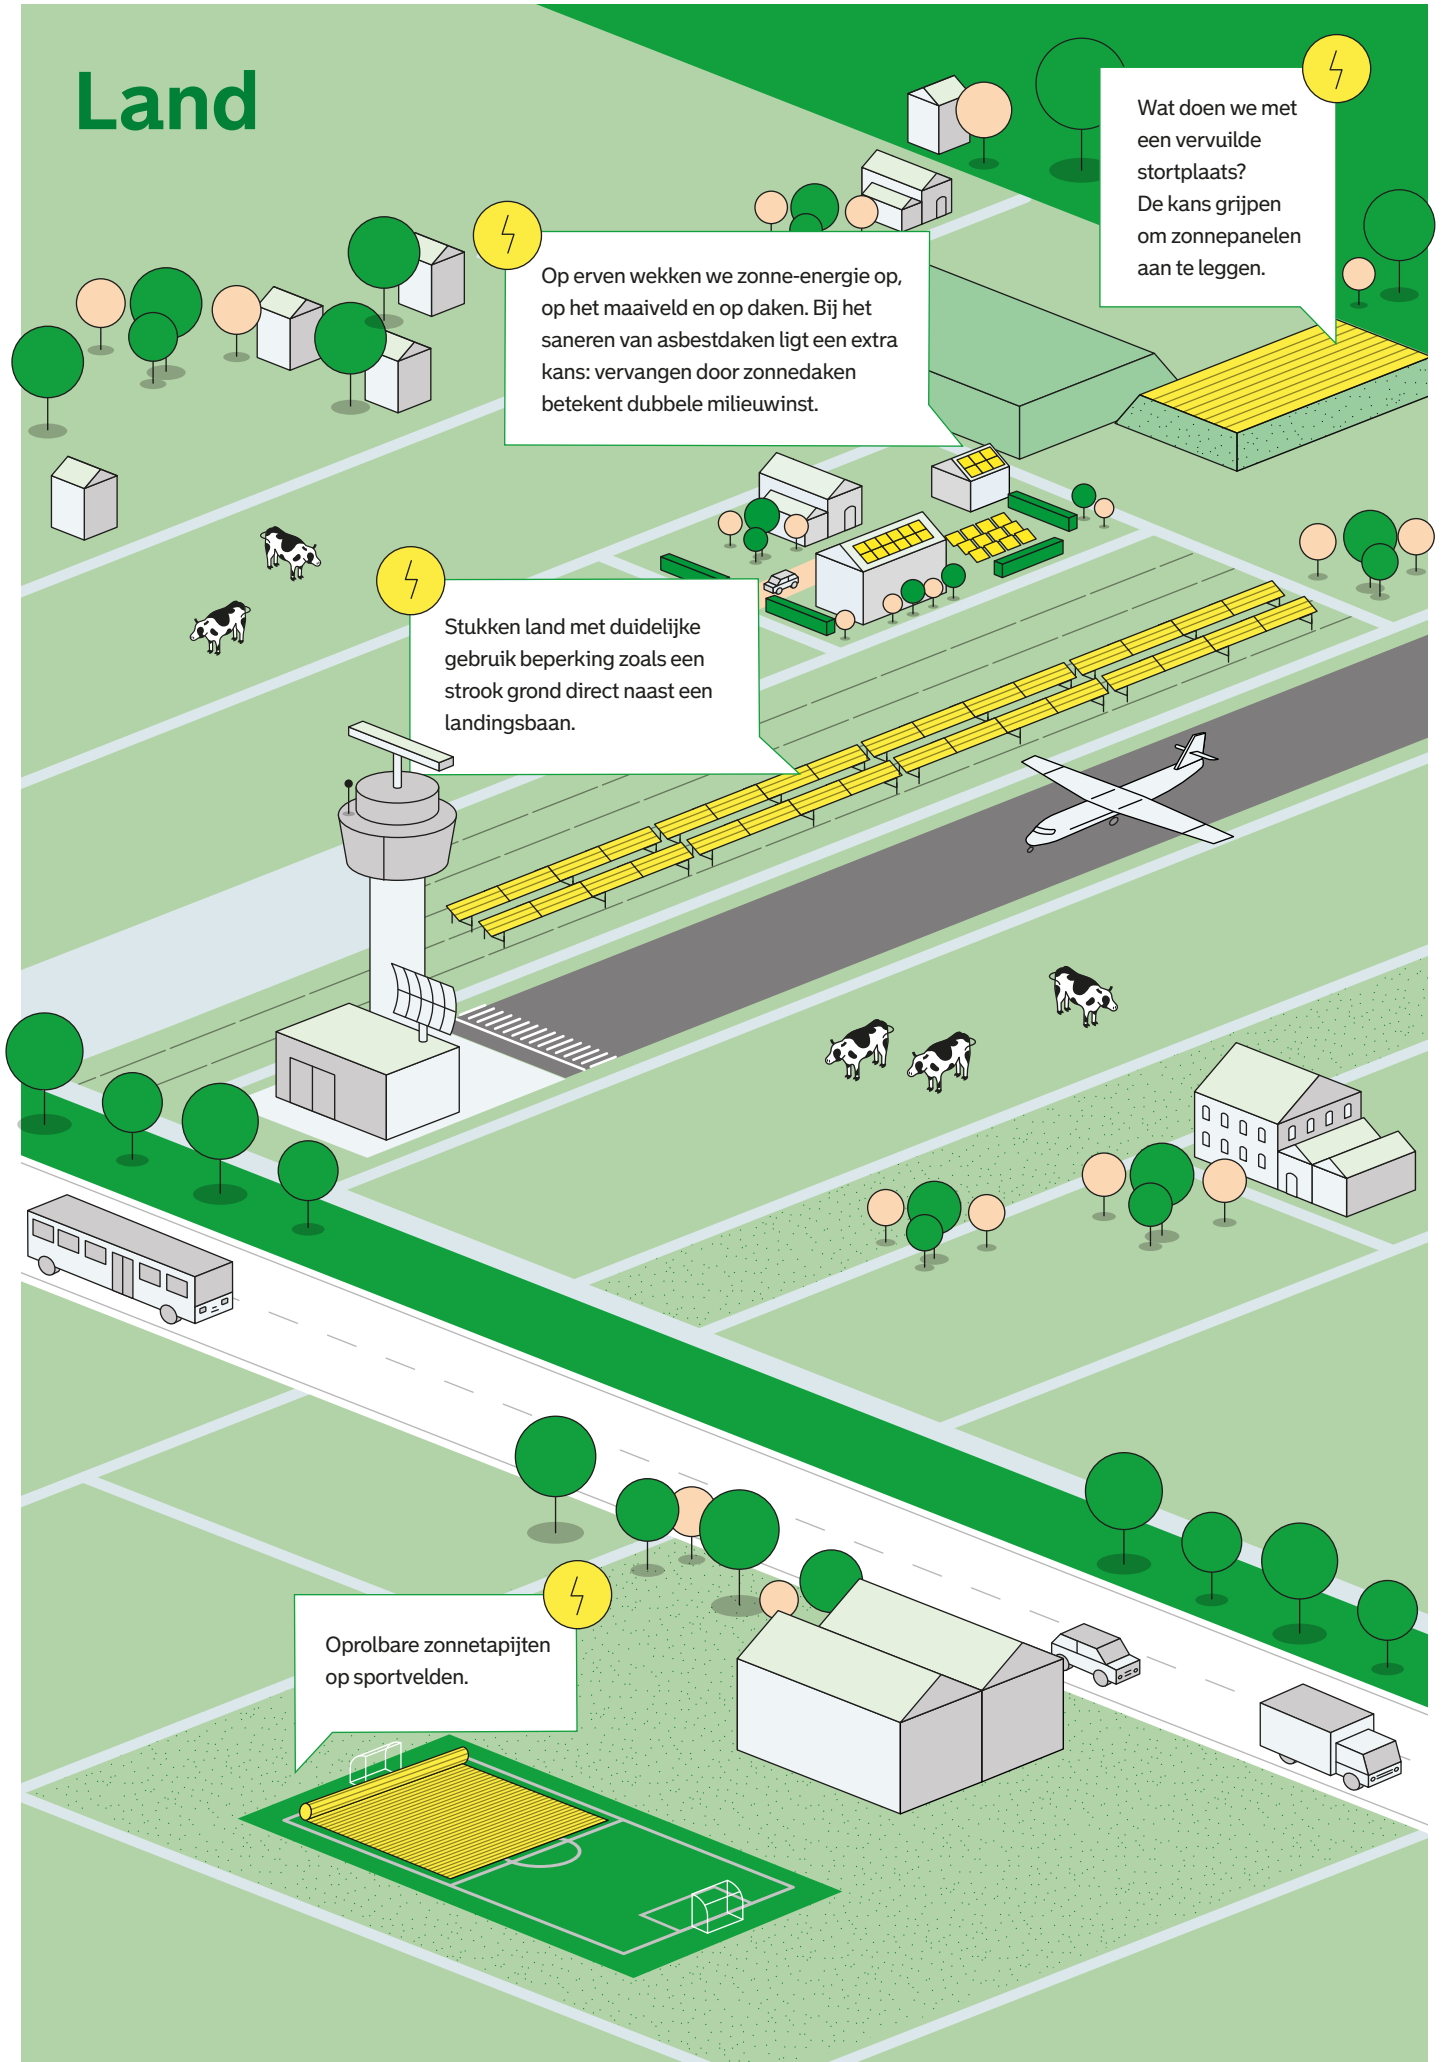 Land
Wat doen we met
een vervuilde
stortplaats?
De kans grijpen
om zonnepanelen
aan te leggen.
Op erven wekken we zonne-energie op,
op het maaiveld en op daken. Bij het
saneren van asbestdaken ligt een extra
kans: vervangen door zonnedaken
betekent dubbele milieuwinst.
Stukken land met duidelijke
gebruik beperking zoals een
strook grond direct naast een
landingsbaan.
Oprolbare zonnetapijten
op sportvelden.